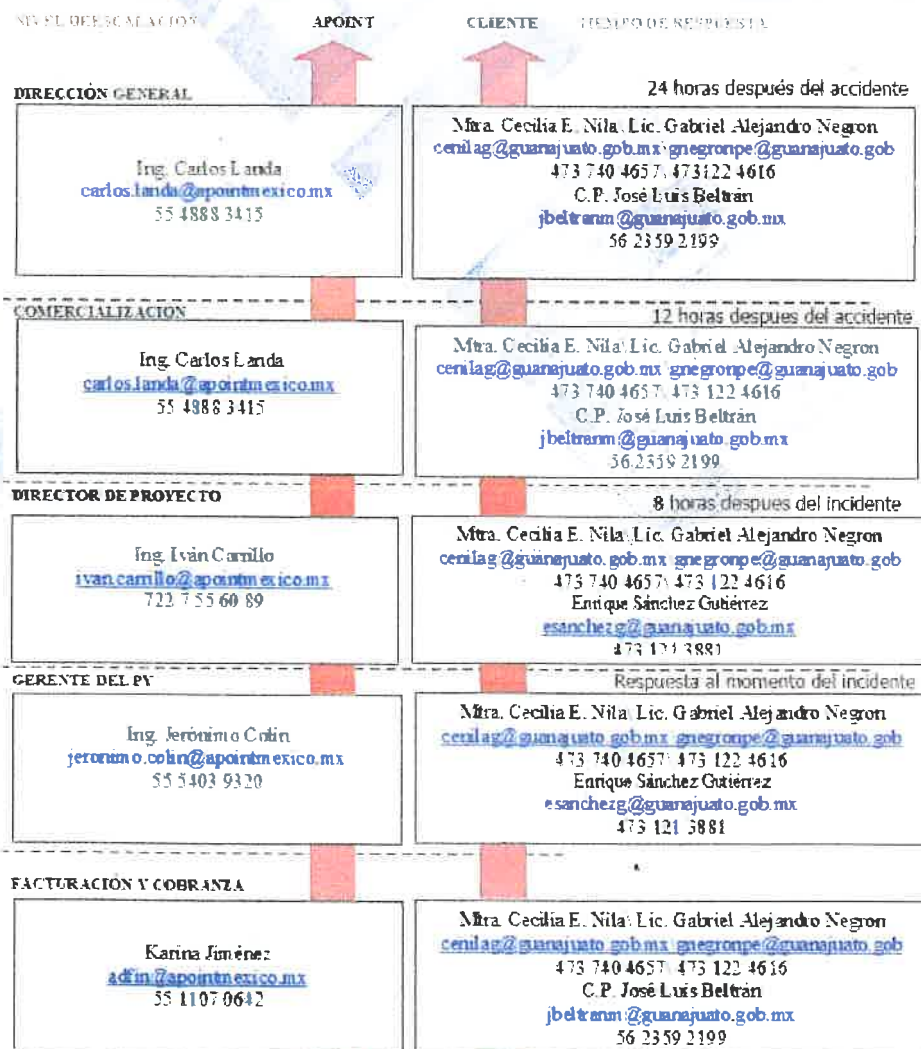 NIVEL DE ESCALACIÓN APOINT CLIENTE TIEMPO DE RESPUESTA
DIRECCIÓN GENERAL 24 horas después del accidente
Ing. Carlos Landa
carlos.landa@apointmexico.mx
55 4888 3415
Mtra. Cecilia E. Nila\ Lic. Gabriel Alejandro Negron
cenilag@guanajuato.gob.mx\ gnegronpe@guanajuato.gob
473 740 4657\ 473122 4616
C.P. José Luis Beltrán
jbeltranm@guanajuato.gob.mx
56 2359 2199
COMERCIALIZACION 12 horas despues del accidente
Ing. Carlos Landa
carlos.landa@apointmexico.mx
55 4888 3415
Mtra. Cecilia E. Nila\ Lic. Gabriel Alejandro Negron
cenilag@guanajuato.gob.mx gnegronpe@guanajuato.gob
473 740 4657\ 473 122 4616
C.P. José Luis Beltrán
jbeltranm@guanajuato.gob.mx
56 2359 2199
DIRECTOR DE PROYECTO 8 horas despues del incidente
Ing. Iván Carrillo
ivan.carrillo@apointmexico.mx
722 7 55 60 89
Mtra. Cecilia E. Nila\ Lic. Gabriel Alejandro Negron
cenilag@guanajuato.gob.mx gnegronpe@guanajuato.gob
473 740 4657\ 473 122 4616
Enrique Sánchez Gutiérrez
esanchezg@guanajuato.gob.mx
473 121 3881
GERENTE DEL PY Respuesta al momento del incidente
Ing. Jerónimo Colin
jeronimo.colin@apointmexico.mx
55 5403 9320
Mtra. Cecilia E. Nila\ Lic. Gabriel Alejandro Negron
cenilag@guanajuato.gob.mx gnegronpe@guanajuato.gob
473 740 4657\ 473 122 4616
Enrique Sánchez Gutiérrez
esanchezg@guanajuato.gob.mx
473 121 3881
FACTURACIÓN Y COBRANZA
Karina Jiménez
adfin@apointmexico.mx
55 1107 0642
Mtra. Cecilia E. Nila\ Lic. Gabriel Alejandro Negron
cenilag@guanajuato.gob.mx gnegronpe@guanajuato.gob
473 740 4657\ 473 122 4616
C.P. José Luis Beltrán
jbeltranm@guanajuato.gob.mx
56 2359 2199